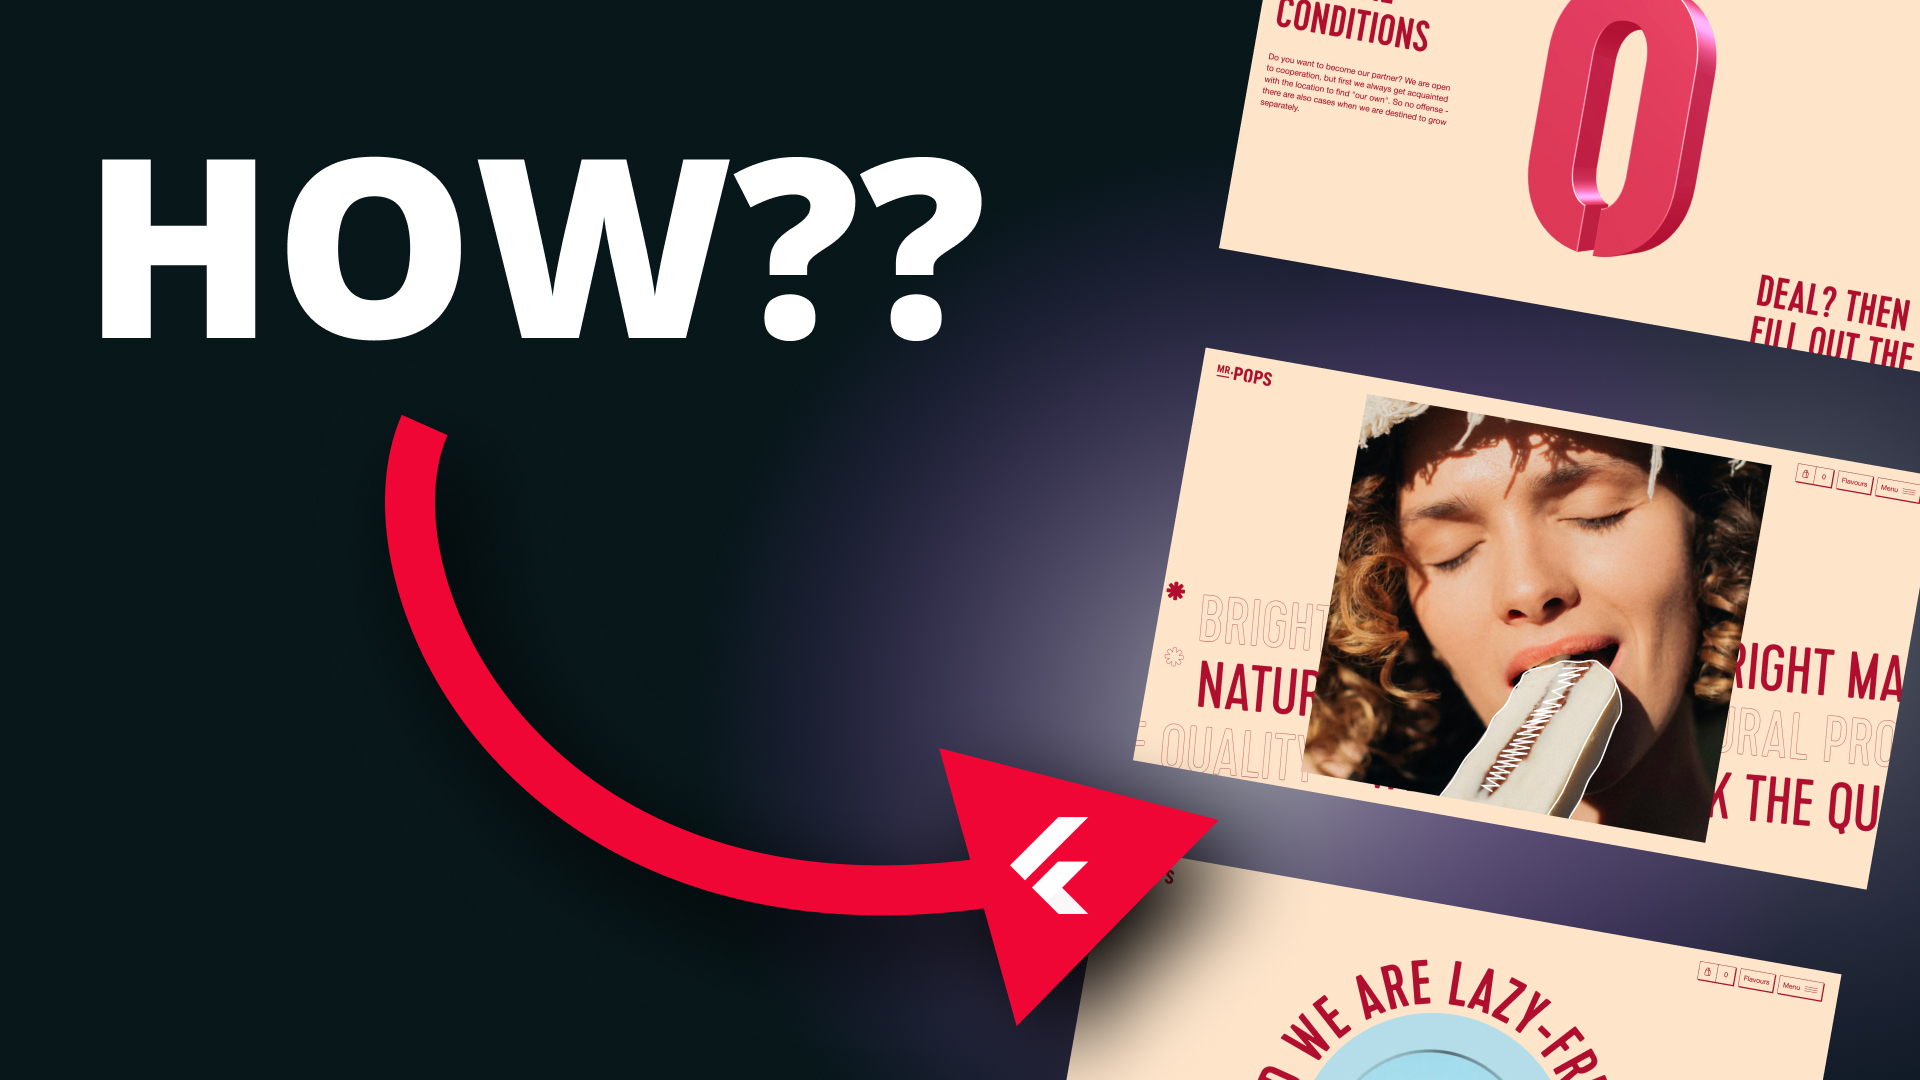 HOW??
CONDITIONS
Do you want to become our partner? We are open
to cooperation, but first we always get acquainted
with the location to find "our own". So no offense -
there are also cases when we are destined to grow
separately.
0
DEAL? THEN
FILL OUT THE
MR. POPS
0 Flavours Menu
BRIGHT
NATUR
E QUALITY
RIGHT MA
URAL PRO
K THE QU
S
0 Flavours Menu
O WE ARE LAZY-FR